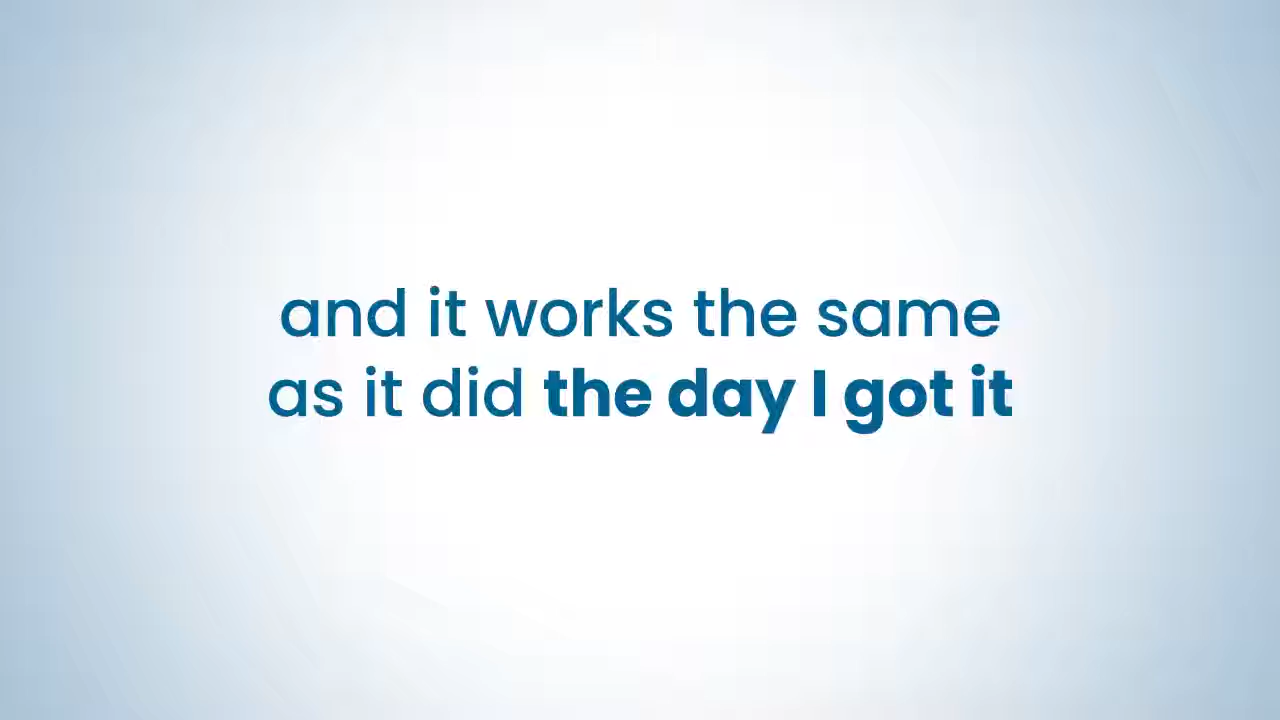 and it works the same
as it did the day I got it